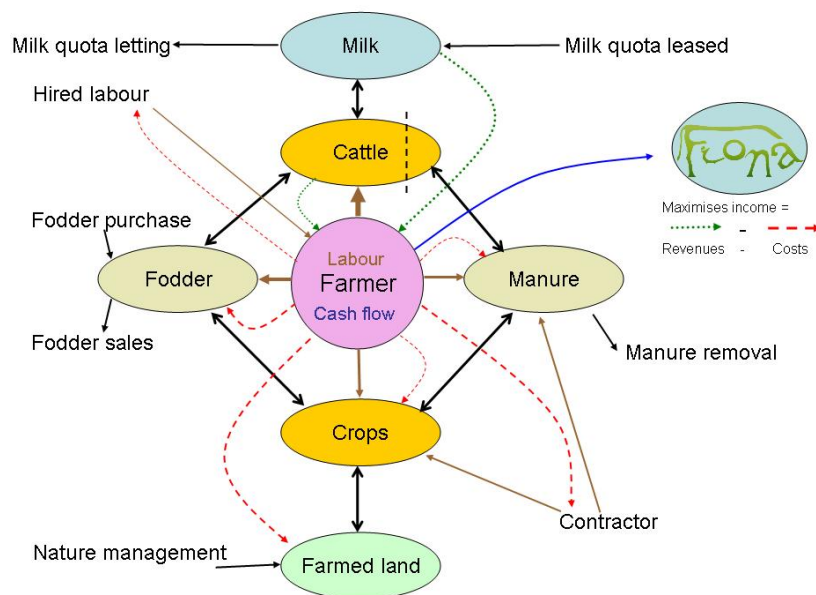 Milk quota letting
Milk
Milk quota leased
Hired labour
Cattle
Fiona
Maximises income =
-
Revenues - Costs
Fodder purchase
Labour
Fodder
Farmer
Manure
Cash flow
Fodder sales
Manure removal
Crops
Contractor
Nature management
Farmed land